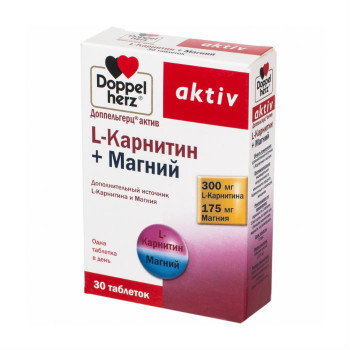 Doppel
herz®
aktiv
Доппельгерц® актив
L-Карнитин
+ Магний
Дополнительный источник
L-Карнитина и Магния
300 мг
L-Карнитина
175 мг
Магния
Одна
таблетка
в день
L-
Карнитин
Магний
30 таблеток